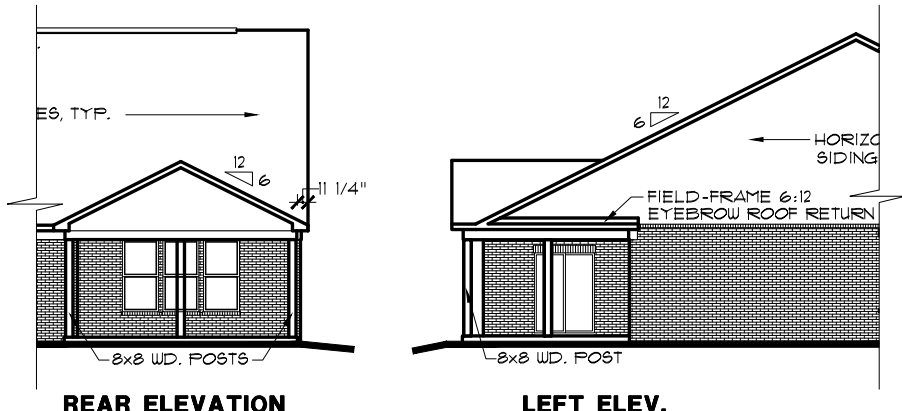 ES, TYP.
12
6
11 1/4"
8x8 WD. POSTS
REAR ELEVATION
12
6
HORIZO
SIDING
FIELD-FRAME 6:12
EYEBROW ROOF RETURN
8x8 WD. POST
LEFT ELEV.